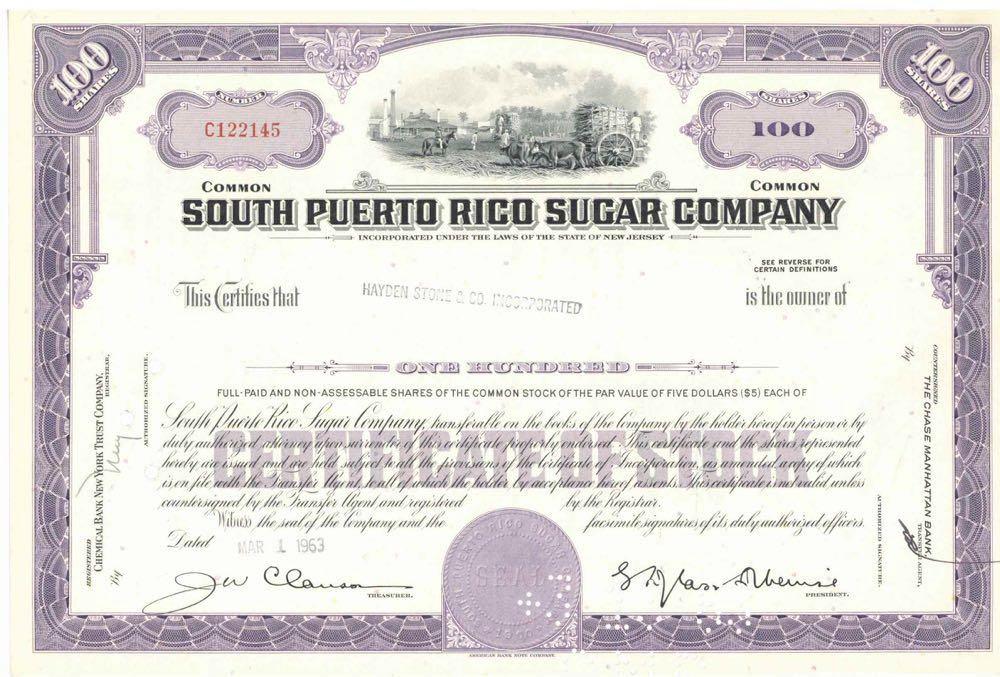 100 SHARES
100 SHARES
NUMBER
C122145
SHARES
100
COMMON
COMMON
SOUTH PUERTO RICO SUGAR COMPANY
INCORPORATED UNDER THE LAWS OF THE STATE OF NEW JERSEY
SEE REVERSE FOR
CERTAIN DEFINITIONS
This Certifies that
HAYDEN STONE & CO. INCORPORATED
is the owner of
ONE HUNDRED
FULL-PAID AND NON-ASSESSABLE SHARES OF THE COMMON STOCK OF THE PAR VALUE OF FIVE DOLLARS ($5) EACH OF
South Puerto Rico Sugar Company, transferable on the books of the Company by the holder hereof in person or by
duly authorized attorney upon surrender of this certificate properly endorsed. This certificate and the shares represented
hereby are issued and are held subject to all the provisions of the Certificate of Incorporation, as amended, a copy of which
is on file with the Transfer Agent, to all of which the holder by acceptance hereof assents. This certificate is not valid unless
countersigned by the Transfer Agent and registered by the Registrar.
CERTIFICATE OF STOCK
Witness the seal of the Company and the facsimile signatures of its duly authorized officers.
Dated
MAR 1 1963
TREASURER.
SEAL
PRESIDENT.
AMERICAN BANK NOTE COMPANY.
REGISTERED
CHEMICAL BANK NEW YORK TRUST COMPANY,
REGISTRAR,
By
AUTHORIZED SIGNATURE.
COUNTERSIGNED
THE CHASE MANHATTAN BANK,
TRANSFER AGENT,
By
AUTHORIZED SIGNATURE.